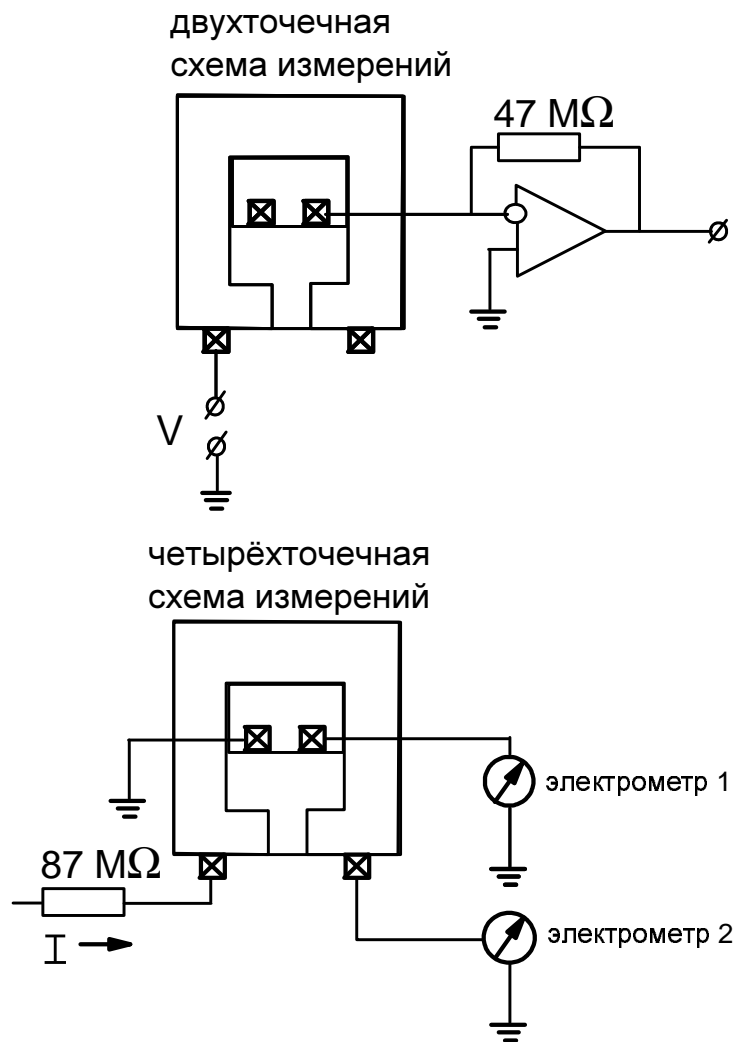 двухточечная
схема измерений
47 MΩ
V
четырёхточечная
схема измерений
электрометр 1
87 MΩ
I
электрометр 2